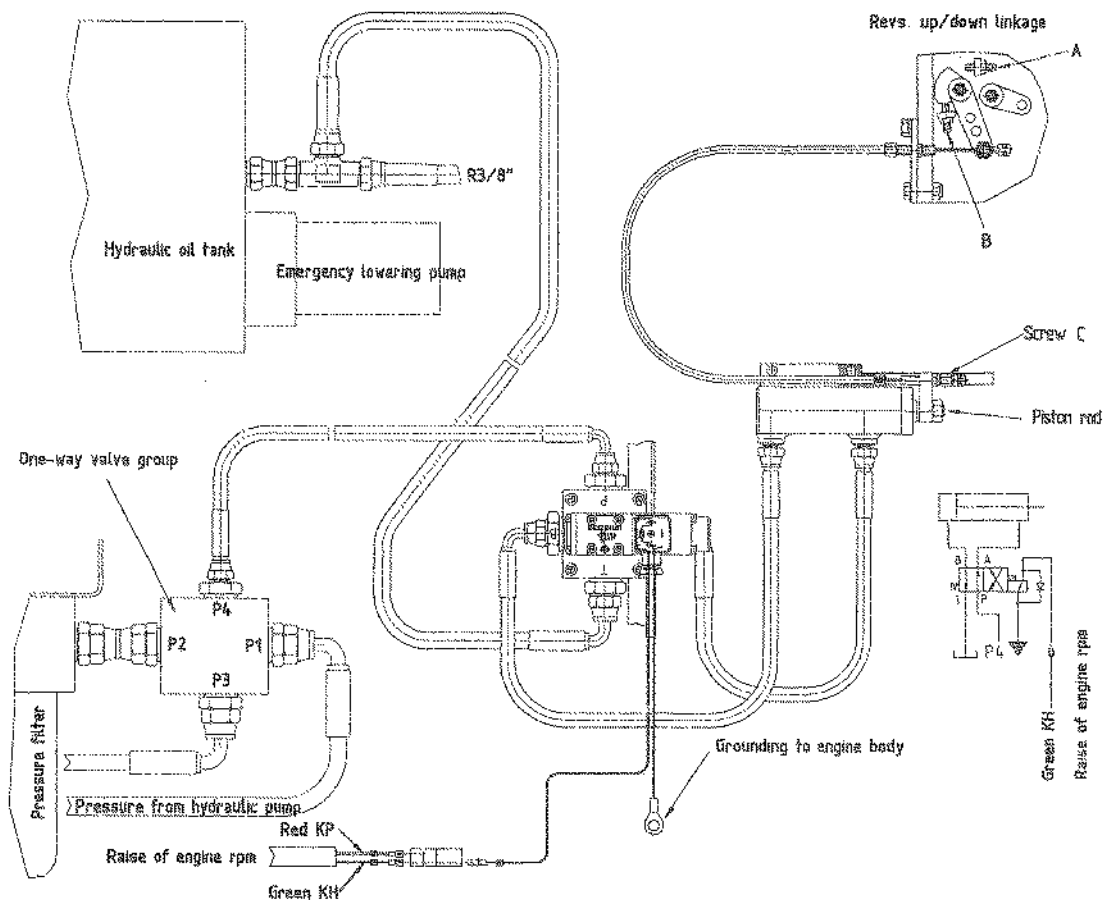 Revs. up/down linkage
A
R3/8"
B
Hydraulic oil tank
Emergency lowering pump
Screw C
Piston rod
One-way valve group
P
T
B A
P
P4
P4
P2 P1
P3
Pressure filter
Green KH
Raise of engine rpm
Grounding to engine body
Pressure from hydraulic pump
Red KP
Raise of engine rpm
Green KH